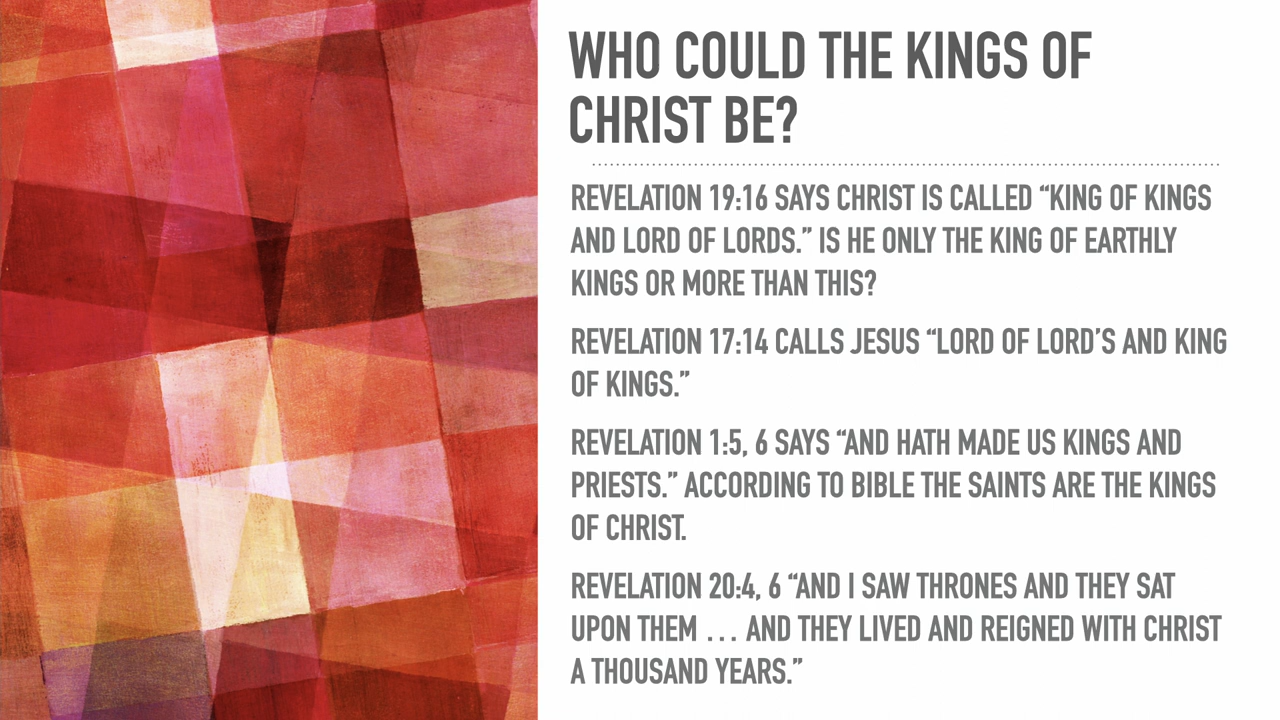 WHO COULD THE KINGS OF
CHRIST BE?
REVELATION 19:16 SAYS CHRIST IS CALLED “KING OF KINGS
AND LORD OF LORDS.” IS HE ONLY THE KING OF EARTHLY
KINGS OR MORE THAN THIS?
REVELATION 17:14 CALLS JESUS “LORD OF LORD’S AND KING
OF KINGS.”
REVELATION 1:5, 6 SAYS “AND HATH MADE US KINGS AND
PRIESTS.” ACCORDING TO BIBLE THE SAINTS ARE THE KINGS
OF CHRIST.
REVELATION 20:4, 6 “AND I SAW THRONES AND THEY SAT
UPON THEM … AND THEY LIVED AND REIGNED WITH CHRIST
A THOUSAND YEARS.”